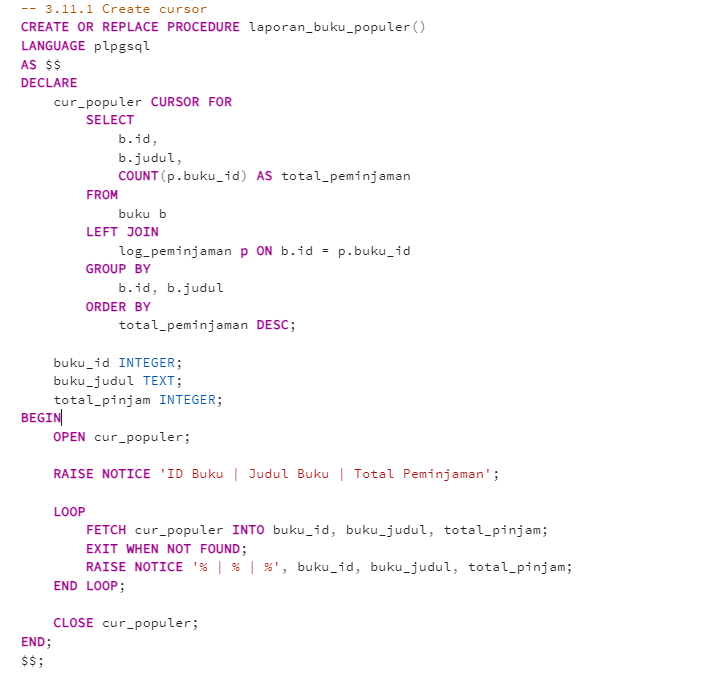 -- 3.11.1 Create cursor
CREATE OR REPLACE PROCEDURE laporan_buku_populer()
LANGUAGE plpgsql
AS $$
DECLARE
    cur_populer CURSOR FOR
        SELECT
            b.id,
            b.judul,
            COUNT(p.buku_id) AS total_peminjaman
        FROM
            buku b
        LEFT JOIN
            log_peminjaman p ON b.id = p.buku_id
        GROUP BY
            b.id, b.judul
        ORDER BY
            total_peminjaman DESC;

    buku_id INTEGER;
    buku_judul TEXT;
    total_pinjam INTEGER;
BEGIN
    OPEN cur_populer;

    RAISE NOTICE 'ID Buku | Judul Buku | Total Peminjaman';

    LOOP
        FETCH cur_populer INTO buku_id, buku_judul, total_pinjam;
        EXIT WHEN NOT FOUND;
        RAISE NOTICE '% | % | %', buku_id, buku_judul, total_pinjam;
    END LOOP;

    CLOSE cur_populer;
END;
$$;